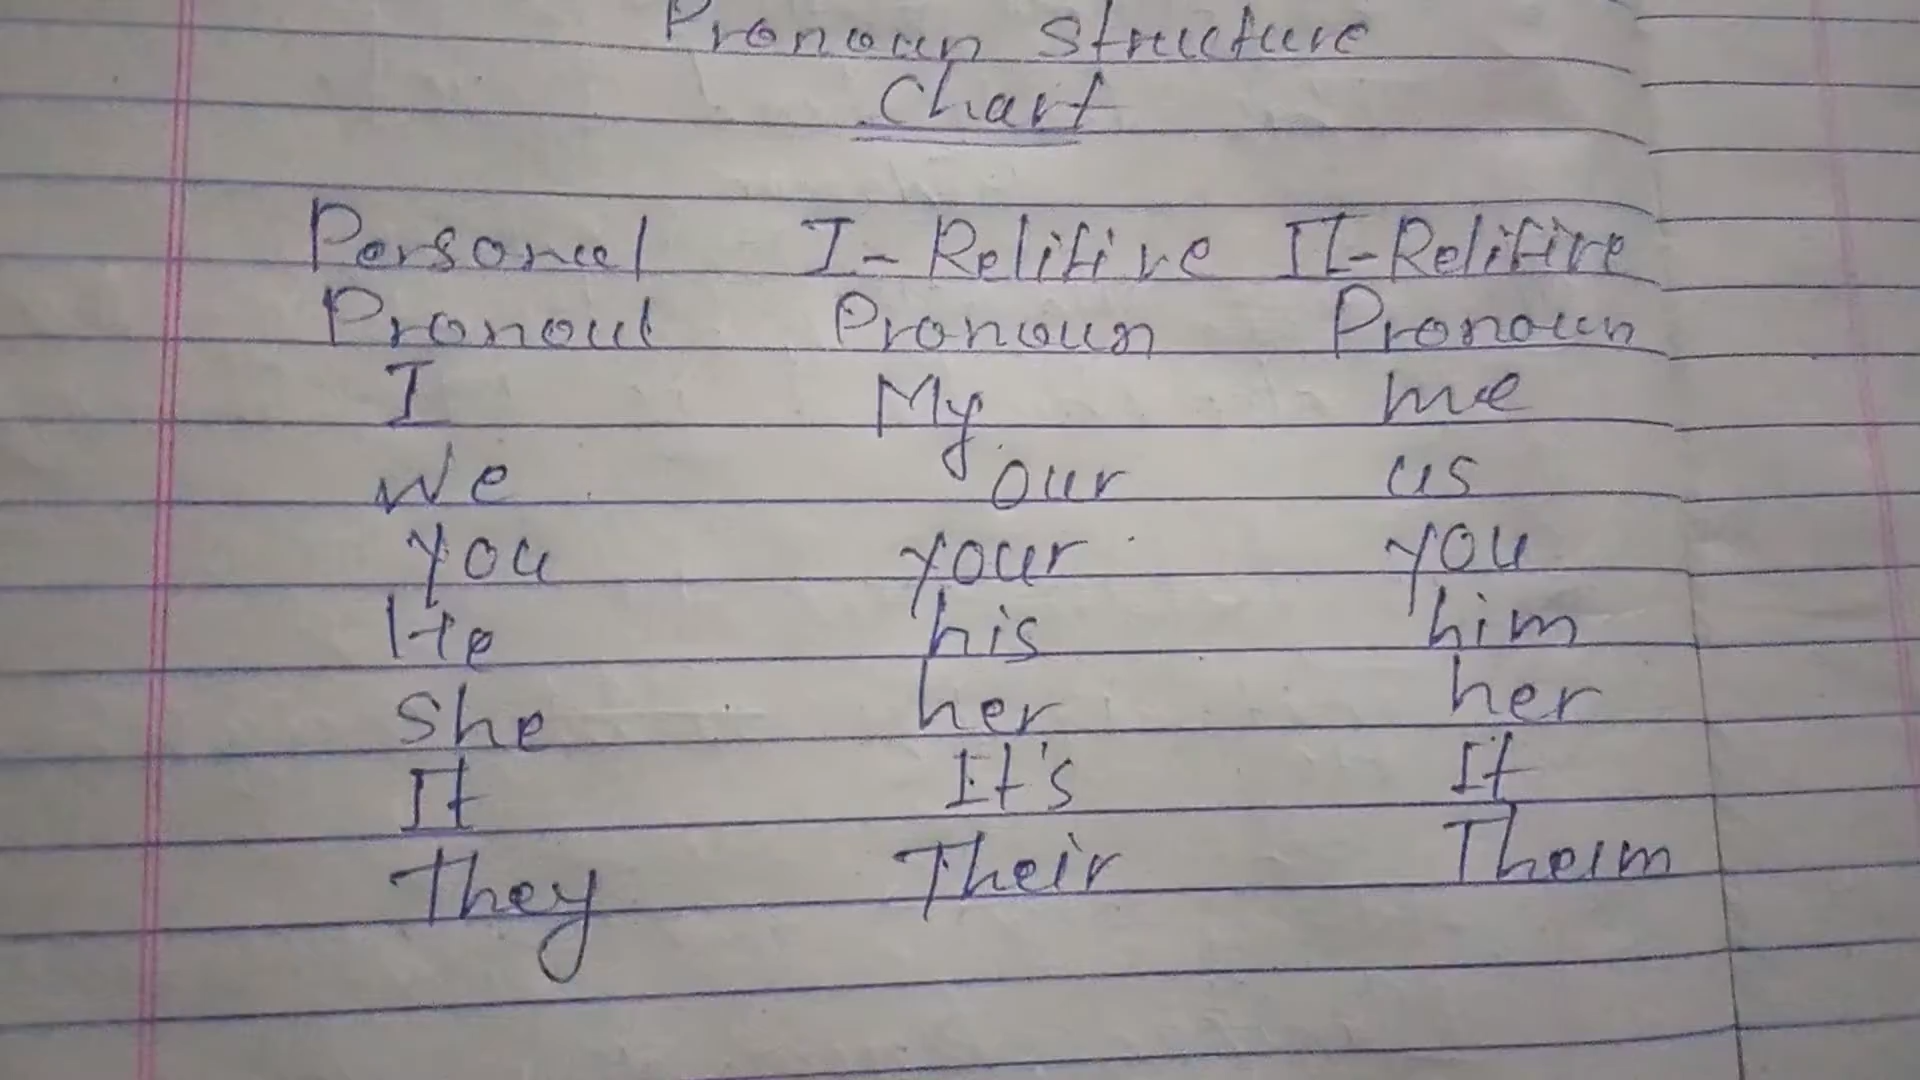 Pronoun Structure
Chart
Personal I- Relitive II-Relitive
Pronoul Pronoun Pronoun
I My me
We our us
you your you
He his him
She her her
It It's It
They Their Theim